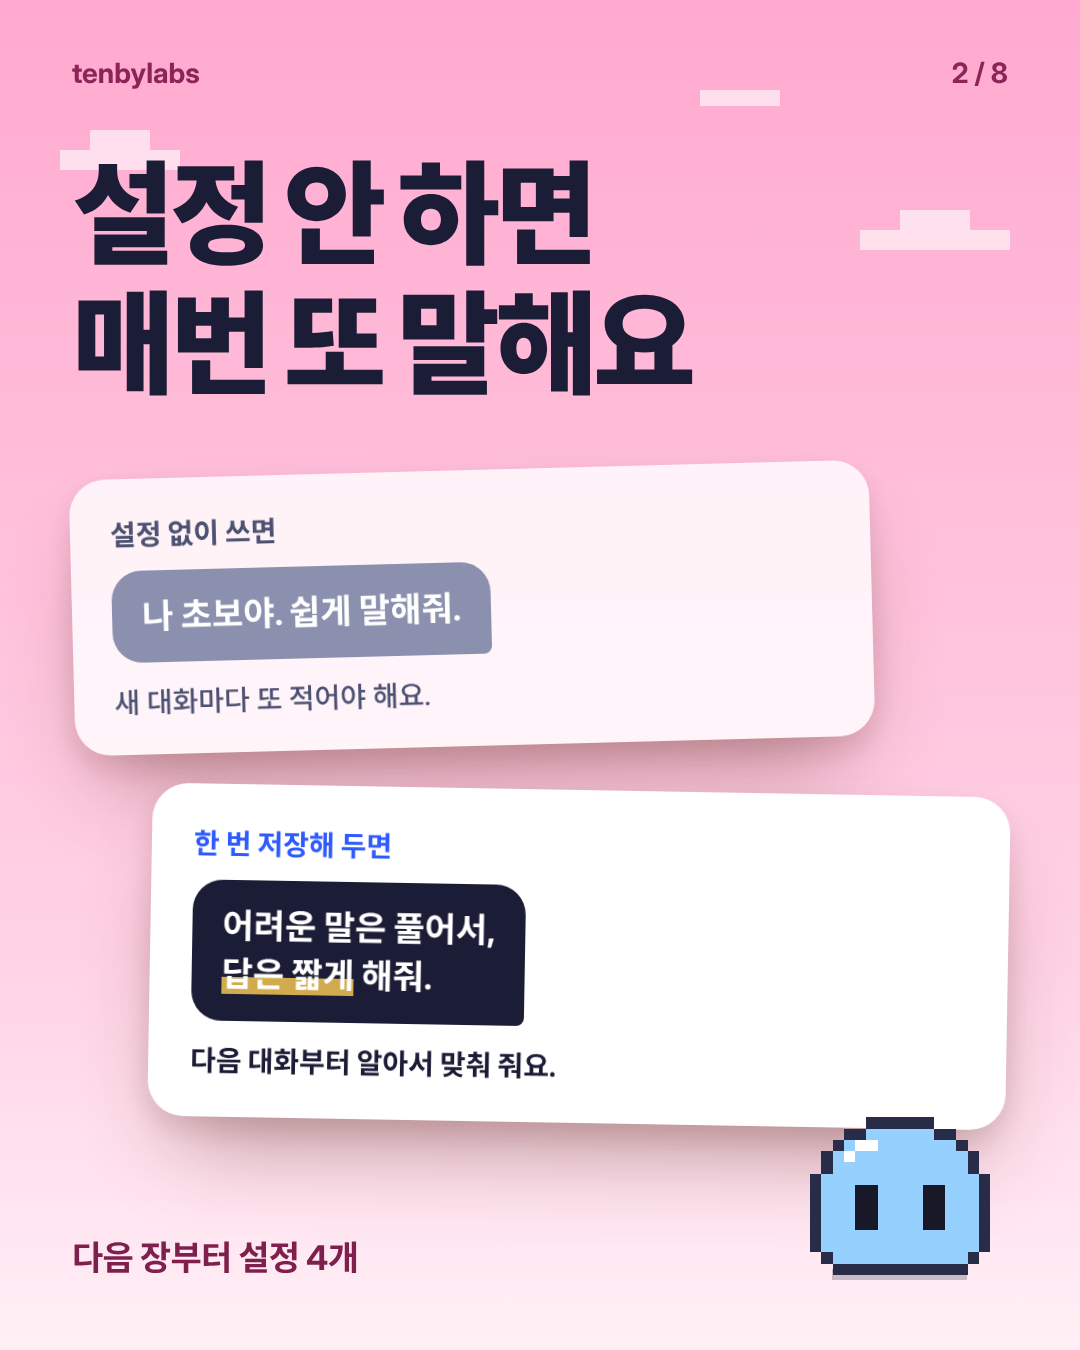 tenbylabs
2 / 8
설정 안 하면
매번 또 말해요
설정 없이 쓰면
나 초보야. 쉽게 말해줘.
새 대화마다 또 적어야 해요.
한 번 저장해 두면
어려운 말은 풀어서,
답은 짧게 해줘.
다음 대화부터 알아서 맞춰 줘요.
다음 장부터 설정 4개